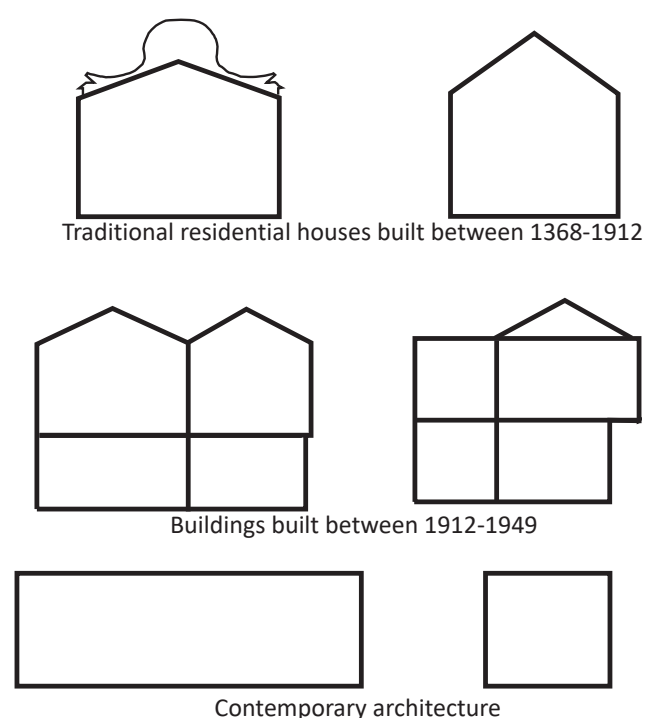 Traditional residential houses built between 1368-1912
Buildings built between 1912-1949
Contemporary architecture